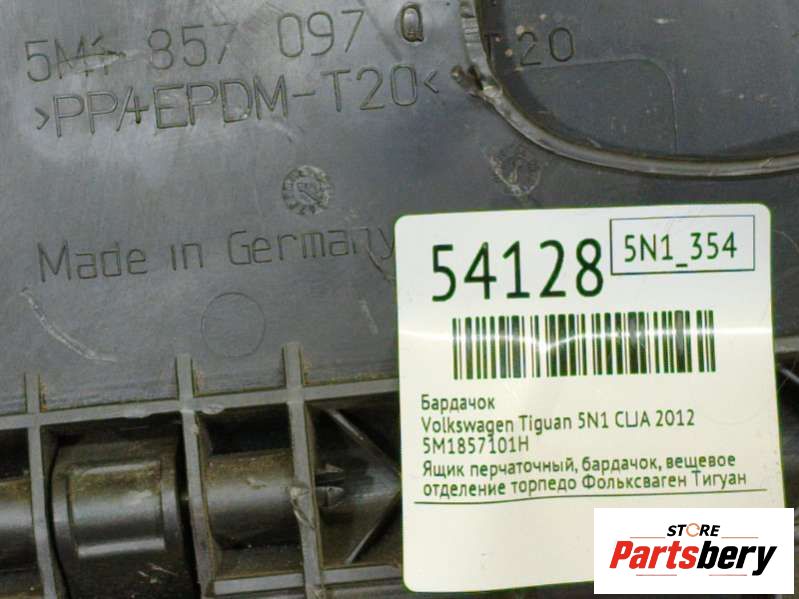 5M1 857 097 Q
>PP+EPDM-T20<
T20
Made in Germany
54128
5N1_354
Бардачок
Volkswagen Tiguan 5N1 CLJA 2012
5M1857101H
Ящик перчаточный, бардачок, вещевое
отделение торпедо Фольксваген Тигуан
STORE
Partsbery